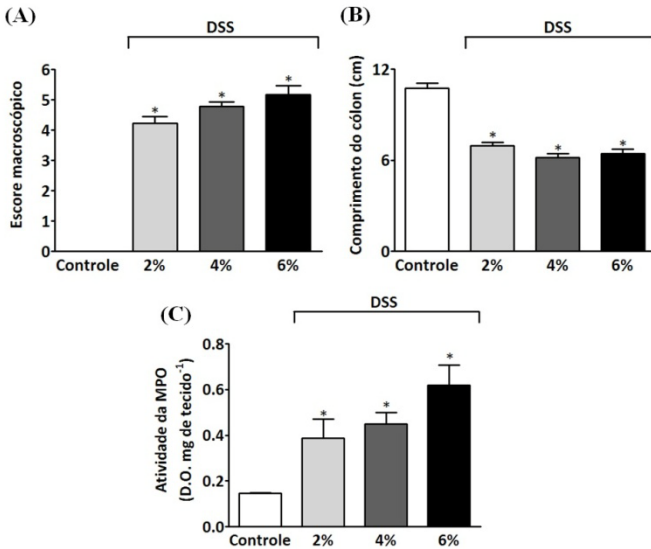 (A)
DSS
Escore macroscópico
6
5
4
3
2
1
0
* * *
Controle 2% 4% 6%
(B)
DSS
Comprimento do cólon (cm)
12
6
0
* * *
Controle 2% 4% 6%
(C)
DSS
Atividade da MPO
(D.O. mg de tecido⁻¹)
0.8
0.6
0.4
0.2
0.0
* * *
Controle 2% 4% 6%